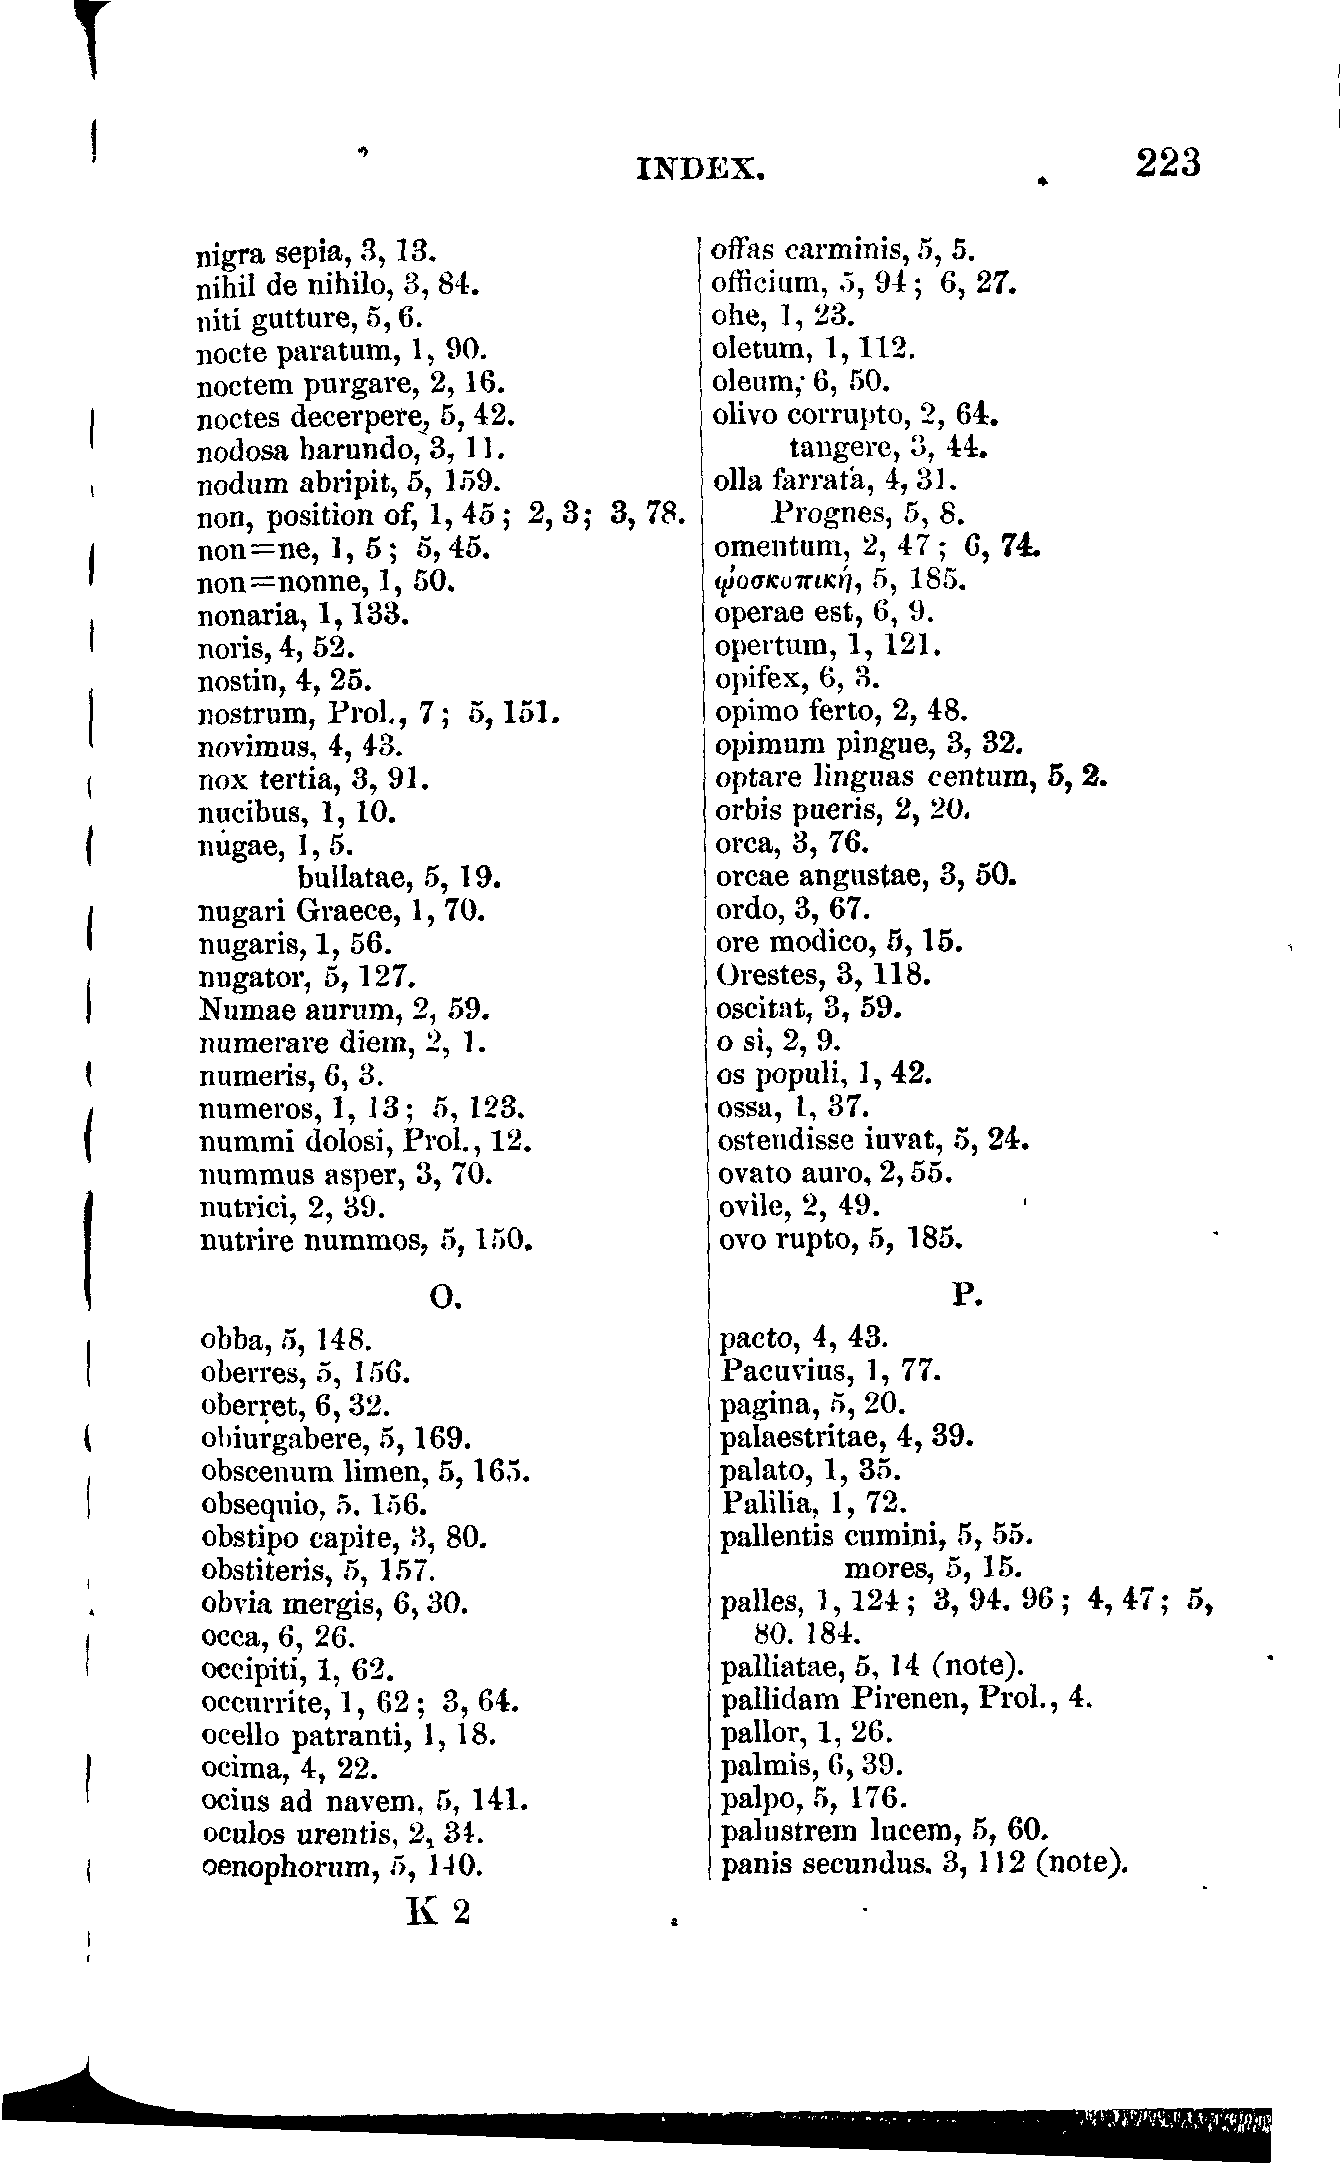 INDEX.
223
nigra sepia, 3, 13.
nihil de nihilo, 3, 84.
niti gutture, 5, 6.
nocte paratum, 1, 90.
noctem purgare, 2, 16.
noctes decerpere, 5, 42.
nodosa harundo, 3, 11.
nodum abripit, 5, 159.
non, position of, 1, 45; 2, 3; 3, 78.
non=ne, 1, 5; 5, 45.
non=nonne, 1, 50.
nonaria, 1, 133.
noris, 4, 52.
nostin, 4, 25.
nostrum, Prol., 7; 5, 151.
novimus, 4, 43.
nox tertia, 3, 91.
nucibus, 1, 10.
nugae, 1, 5.
bullatae, 5, 19.
nugari Graece, 1, 70.
nugaris, 1, 56.
nugator, 5, 127.
Numae aurum, 2, 59.
numerare diem, 2, 1.
numeris, 6, 3.
numeros, 1, 13; 5, 123.
nummi dolosi, Prol., 12.
nummus asper, 3, 70.
nutrici, 2, 39.
nutrire nummos, 5, 150.
O.
obba, 5, 148.
oberres, 5, 156.
oberret, 6, 32.
obiurgabere, 5, 169.
obscenum limen, 5, 165.
obsequio, 5. 156.
obstipo capite, 3, 80.
obstiteris, 5, 157.
obvia mergis, 6, 30.
occa, 6, 26.
occipiti, 1, 62.
occurrite, 1, 62; 3, 64.
ocello patranti, 1, 18.
ocima, 4, 22.
ocius ad navem, 5, 141.
oculos urentis, 2, 34.
oenophorum, 5, 140.
K 2
offas carminis, 5, 5.
officium, 5, 94; 6, 27.
ohe, 1, 23.
oletum, 1, 112.
oleum, 6, 50.
olivo corrupto, 2, 64.
tangere, 3, 44.
olla farrata, 4, 31.
Prognes, 5, 8.
omentum, 2, 47; 6, 74.
ᾠοσκοπική, 5, 185.
operae est, 6, 9.
opertum, 1, 121.
opifex, 6, 3.
opimo ferto, 2, 48.
opimum pingue, 3, 32.
optare linguas centum, 5, 2.
orbis pueris, 2, 20.
orca, 3, 76.
orcae angustae, 3, 50.
ordo, 3, 67.
ore modico, 5, 15.
Orestes, 3, 118.
oscitat, 3, 59.
o si, 2, 9.
os populi, 1, 42.
ossa, 1, 37.
ostendisse iuvat, 5, 24.
ovato auro, 2, 55.
ovile, 2, 49.
ovo rupto, 5, 185.
P.
pacto, 4, 43.
Pacuvius, 1, 77.
pagina, 5, 20.
palaestritae, 4, 39.
palato, 1, 35.
Palilia, 1, 72.
pallentis cumini, 5, 55.
mores, 5, 15.
palles, 1, 124; 3, 94. 96; 4, 47; 5,
80. 184.
palliatae, 5, 14 (note).
pallidam Pirenen, Prol., 4.
pallor, 1, 26.
palmis, 6, 39.
palpo, 5, 176.
palustrem lucem, 5, 60.
panis secundus. 3, 112 (note).